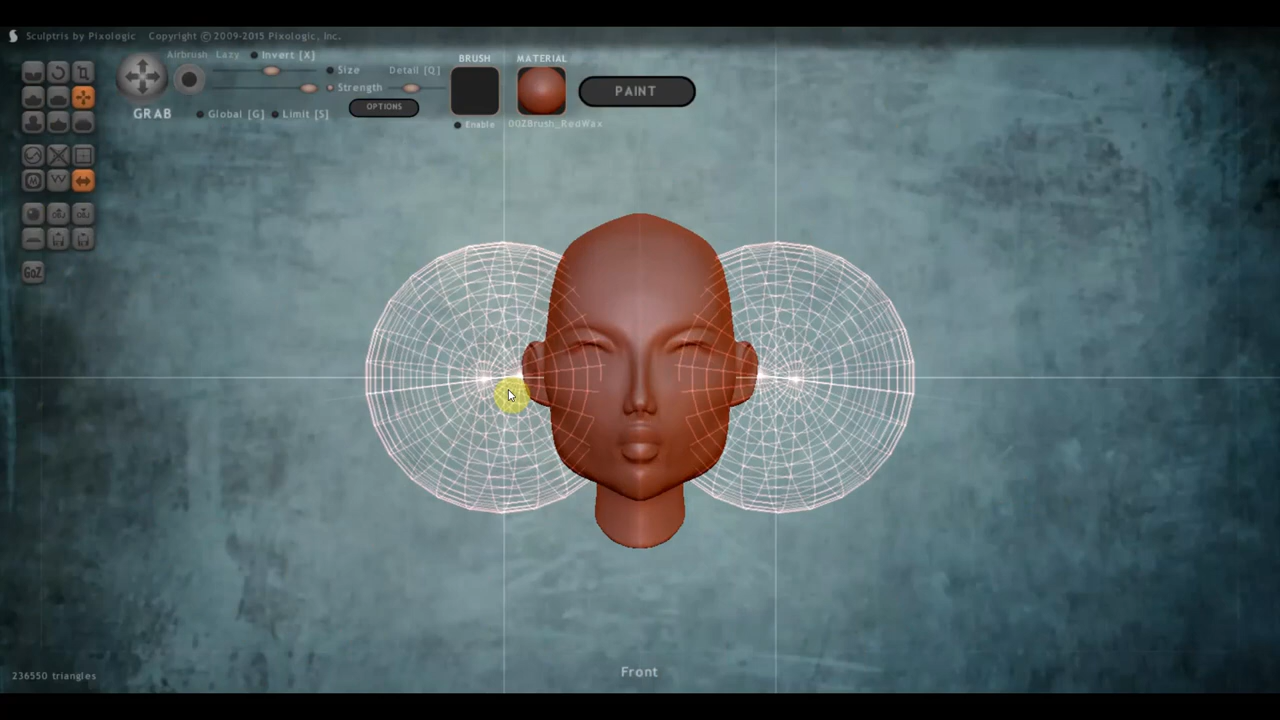 Sculptris by Pixologic Copyright ©2009-2015 Pixologic, Inc.
Airbrush Lazy Invert [X]
BRUSH
MATERIAL
Size Detail [Q]
Strength
PAINT
OPTIONS
GRAB
Global [G] Limit [S]
Enable
00ZBrush_RedWax
GoZ
Front
236550 triangles